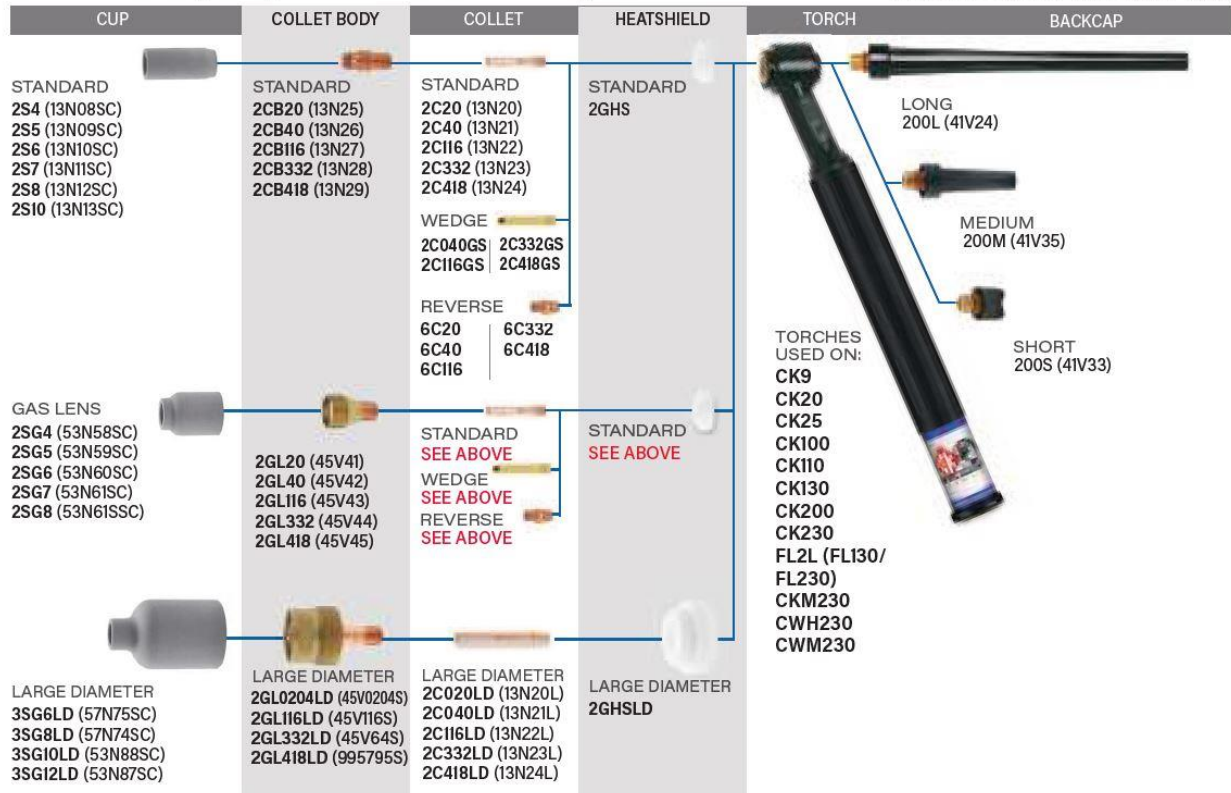 CUP
COLLET BODY
COLLET
HEATSHIELD
TORCH
BACKCAP
STANDARD
2S4 (13N08SC)
2S5 (13N09SC)
2S6 (13N10SC)
2S7 (13N11SC)
2S8 (13N12SC)
2S10 (13N13SC)
STANDARD
2CB20 (13N25)
2CB40 (13N26)
2CB116 (13N27)
2CB332 (13N28)
2CB418 (13N29)
STANDARD
2C20 (13N20)
2C40 (13N21)
2C116 (13N22)
2C332 (13N23)
2C418 (13N24)
WEDGE
2C040GS 2C332GS
2C116GS 2C418GS
REVERSE
6C20 6C332
6C40 6C418
6C116
STANDARD
2GHS
LONG
200L (41V24)
MEDIUM
200M (41V35)
SHORT
200S (41V33)
TORCHES
USED ON:
CK9
CK20
CK25
CK100
CK110
CK130
CK200
CK230
FL2L (FL130/
FL230)
CKM230
CWH230
CWM230
GAS LENS
2SG4 (53N58SC)
2SG5 (53N59SC)
2SG6 (53N60SC)
2SG7 (53N61SC)
2SG8 (53N61SSC)
2GL20 (45V41)
2GL40 (45V42)
2GL116 (45V43)
2GL332 (45V44)
2GL418 (45V45)
STANDARD
SEE ABOVE
WEDGE
SEE ABOVE
REVERSE
SEE ABOVE
STANDARD
SEE ABOVE
LARGE DIAMETER
3SG6LD (57N75SC)
3SG8LD (57N74SC)
3SG10LD (53N88SC)
3SG12LD (53N87SC)
LARGE DIAMETER
2GL0204LD (45V0204S)
2GL116LD (45V116S)
2GL332LD (45V64S)
2GL418LD (995795S)
LARGE DIAMETER
2C020LD (13N20L)
2C040LD (13N21L)
2C116LD (13N22L)
2C332LD (13N23L)
2C418LD (13N24L)
LARGE DIAMETER
2GHSLD